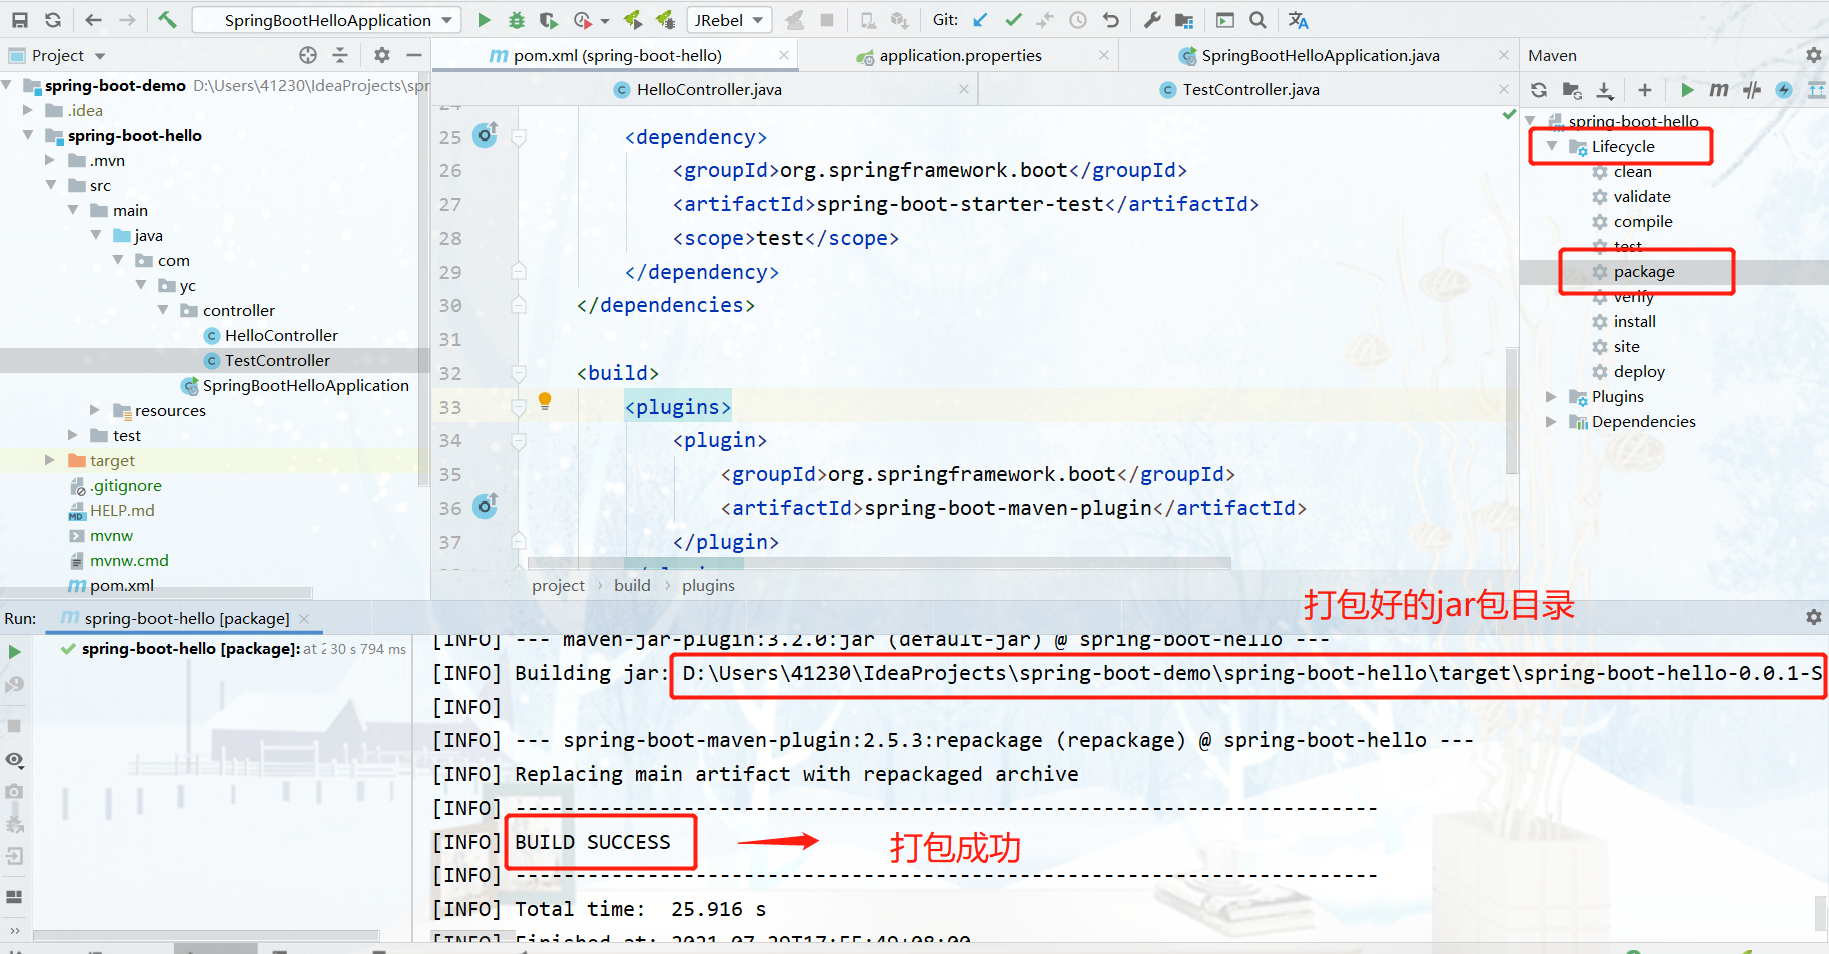 SpringBootHelloApplication
JRebel
Git:
Project
pom.xml (spring-boot-hello)
application.properties
SpringBootHelloApplication.java
Maven
HelloController.java
TestController.java
spring-boot-demo D:\Users\41230\IdeaProjects\spr
.idea
spring-boot-hello
.mvn
src
main
java
com
yc
controller
HelloController
TestController
SpringBootHelloApplication
resources
test
target
.gitignore
HELP.md
mvnw
mvnw.cmd
pom.xml
25 <dependency>
26 <groupId>org.springframework.boot</groupId>
27 <artifactId>spring-boot-starter-test</artifactId>
28 <scope>test</scope>
29 </dependency>
30 </dependencies>
31
32 <build>
33 <plugins>
34 <plugin>
35 <groupId>org.springframework.boot</groupId>
36 <artifactId>spring-boot-maven-plugin</artifactId>
37 </plugin>
project › build › plugins
spring-boot-hello
Lifecycle
clean
validate
compile
test
package
verify
install
site
deploy
Plugins
Dependencies
打包好的jar包目录
Run: spring-boot-hello [package]
spring-boot-hello [package]: at 2 30 s 794 ms
[INFO] --- maven-jar-plugin:3.2.0:jar (default-jar) @ spring-boot-hello ---
[INFO] Building jar: D:\Users\41230\IdeaProjects\spring-boot-demo\spring-boot-hello\target\spring-boot-hello-0.0.1-S
[INFO]
[INFO] --- spring-boot-maven-plugin:2.5.3:repackage (repackage) @ spring-boot-hello ---
[INFO] Replacing main artifact with repackaged archive
[INFO] ------------------------------------------------------------------------
[INFO] BUILD SUCCESS
打包成功
[INFO] ------------------------------------------------------------------------
[INFO] Total time:  25.916 s
[INFO] Finished at: 2021-07-29T17:55:49+08:00